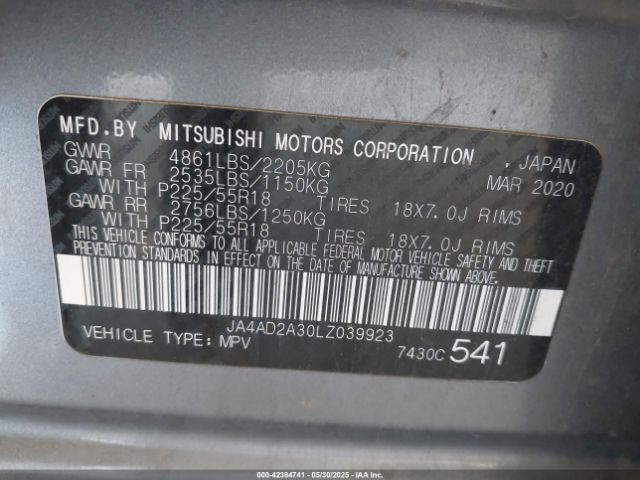 MFD.BY MITSUBISHI MOTORS CORPORATION , JAPAN
GVWR 4861LBS/2205KG MAR 2020
GAWR FR 2535LBS/1150KG
WITH P225/55R18 TIRES 18X7.0J RIMS
GAWR RR 2756LBS/1250KG
WITH P225/55R18 TIRES 18X7.0J RIMS
THIS VEHICLE CONFORMS TO ALL APPLICABLE FEDERAL MOTOR VEHICLE SAFETY AND THEFT
PREVENTION STANDARDS IN EFFECT ON THE DATE OF MANUFACTURE SHOWN ABOVE.
JA4AD2A30LZ039923
VEHICLE TYPE: MPV 7430C 541
000-42384741 - 05/30/2025 - IAA Inc.